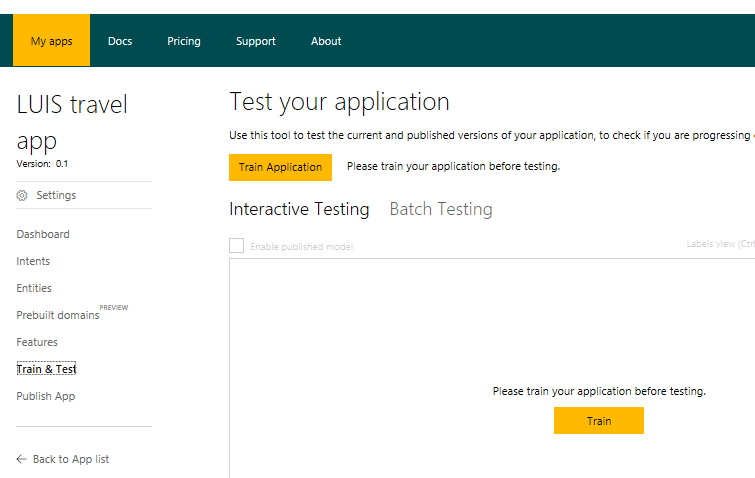 My apps Docs Pricing Support About
LUIS travel
app
Version: 0.1
Settings
Dashboard
Intents
Entities
Prebuilt domains PREVIEW
Features
Train & Test
Publish App
← Back to App list
Test your application
Use this tool to test the current and published versions of your application, to check if you are progressing
Train Application Please train your application before testing.
Interactive Testing Batch Testing
Enable published model Labels view (Ctrl
Please train your application before testing.
Train